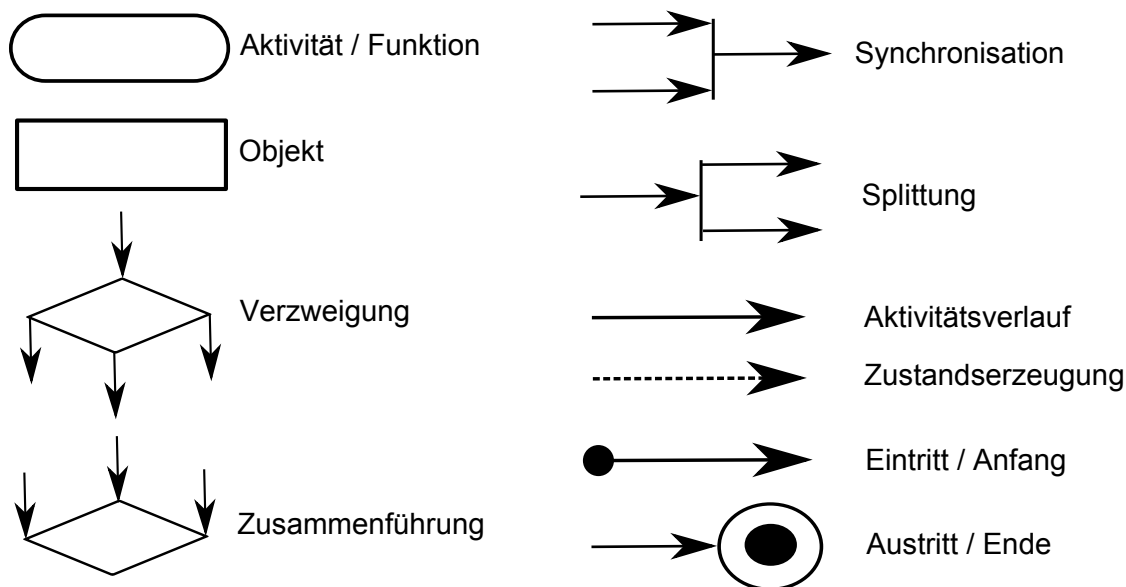 Aktivität / Funktion
Objekt
Verzweigung
Zusammenführung
Synchronisation
Splittung
Aktivitätsverlauf
Zustandserzeugung
Eintritt / Anfang
Austritt / Ende